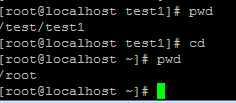 [root@localhost test1]# pwd
/test/test1
[root@localhost test1]# cd
[root@localhost ~]# pwd
/root
[root@localhost ~]#